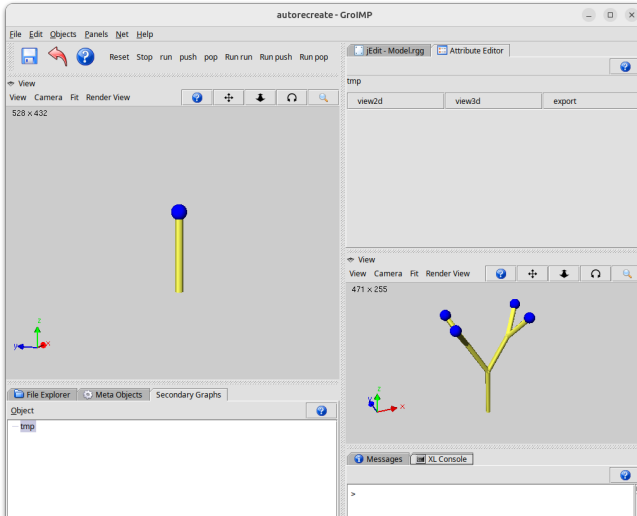 autorecreate - GroIMP
File Edit Objects Panels Net Help
Reset Stop run push pop Run run Run push Run pop
jEdit - Model.rgg Attribute Editor
tmp
view2d view3d export
View
View Camera Fit Render View
528 x 432
z
y x
View
View Camera Fit Render View
471 x 255
z
y x
File Explorer Meta Objects Secondary Graphs
Object
tmp
Messages XL Console
>